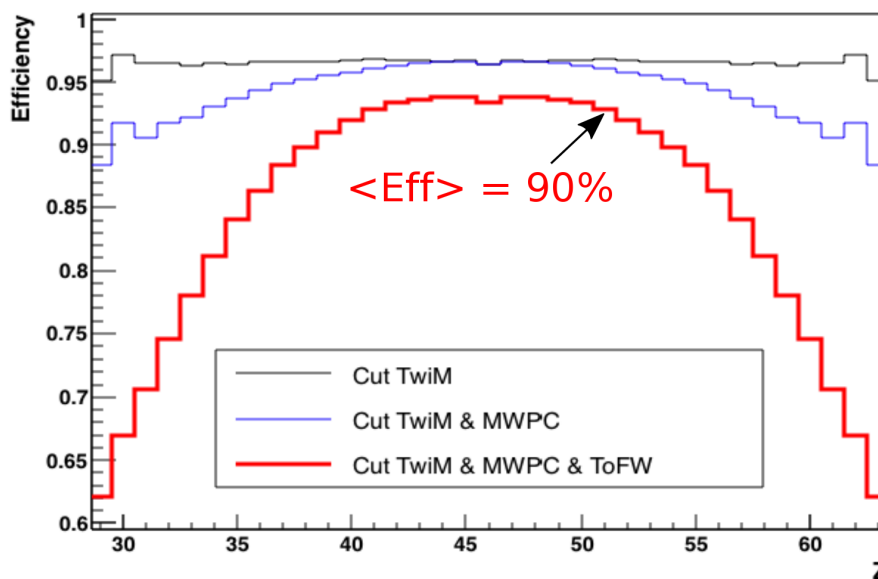 Efficiency
1
0.95
0.9
0.85
0.8
0.75
0.7
0.65
0.6
<Eff> = 90%
Cut TwiM
Cut TwiM & MWPC
Cut TwiM & MWPC & ToFW
30 35 40 45 50 55 60